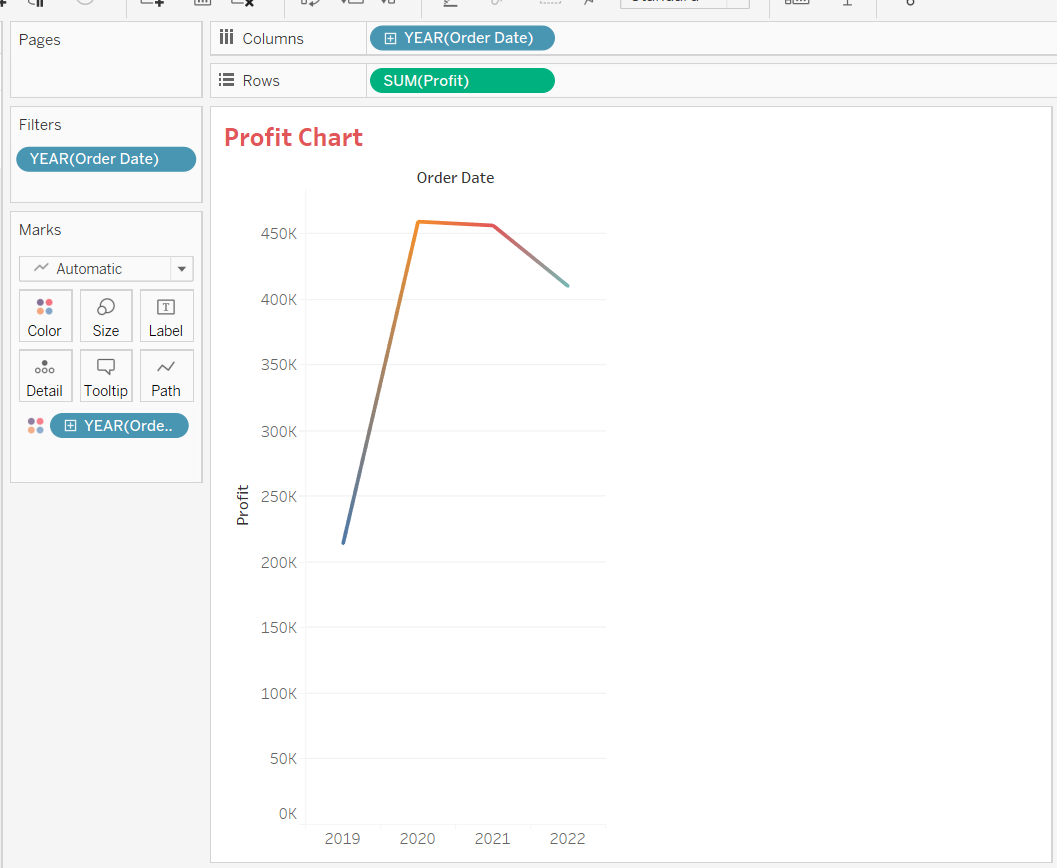 Pages
Columns
YEAR(Order Date)
Rows
SUM(Profit)
Filters
YEAR(Order Date)
Marks
Automatic
Color
Size
Label
Detail
Tooltip
Path
YEAR(Orde..
Profit Chart
Order Date
Profit
450K
400K
350K
300K
250K
200K
150K
100K
50K
0K
2019 2020 2021 2022